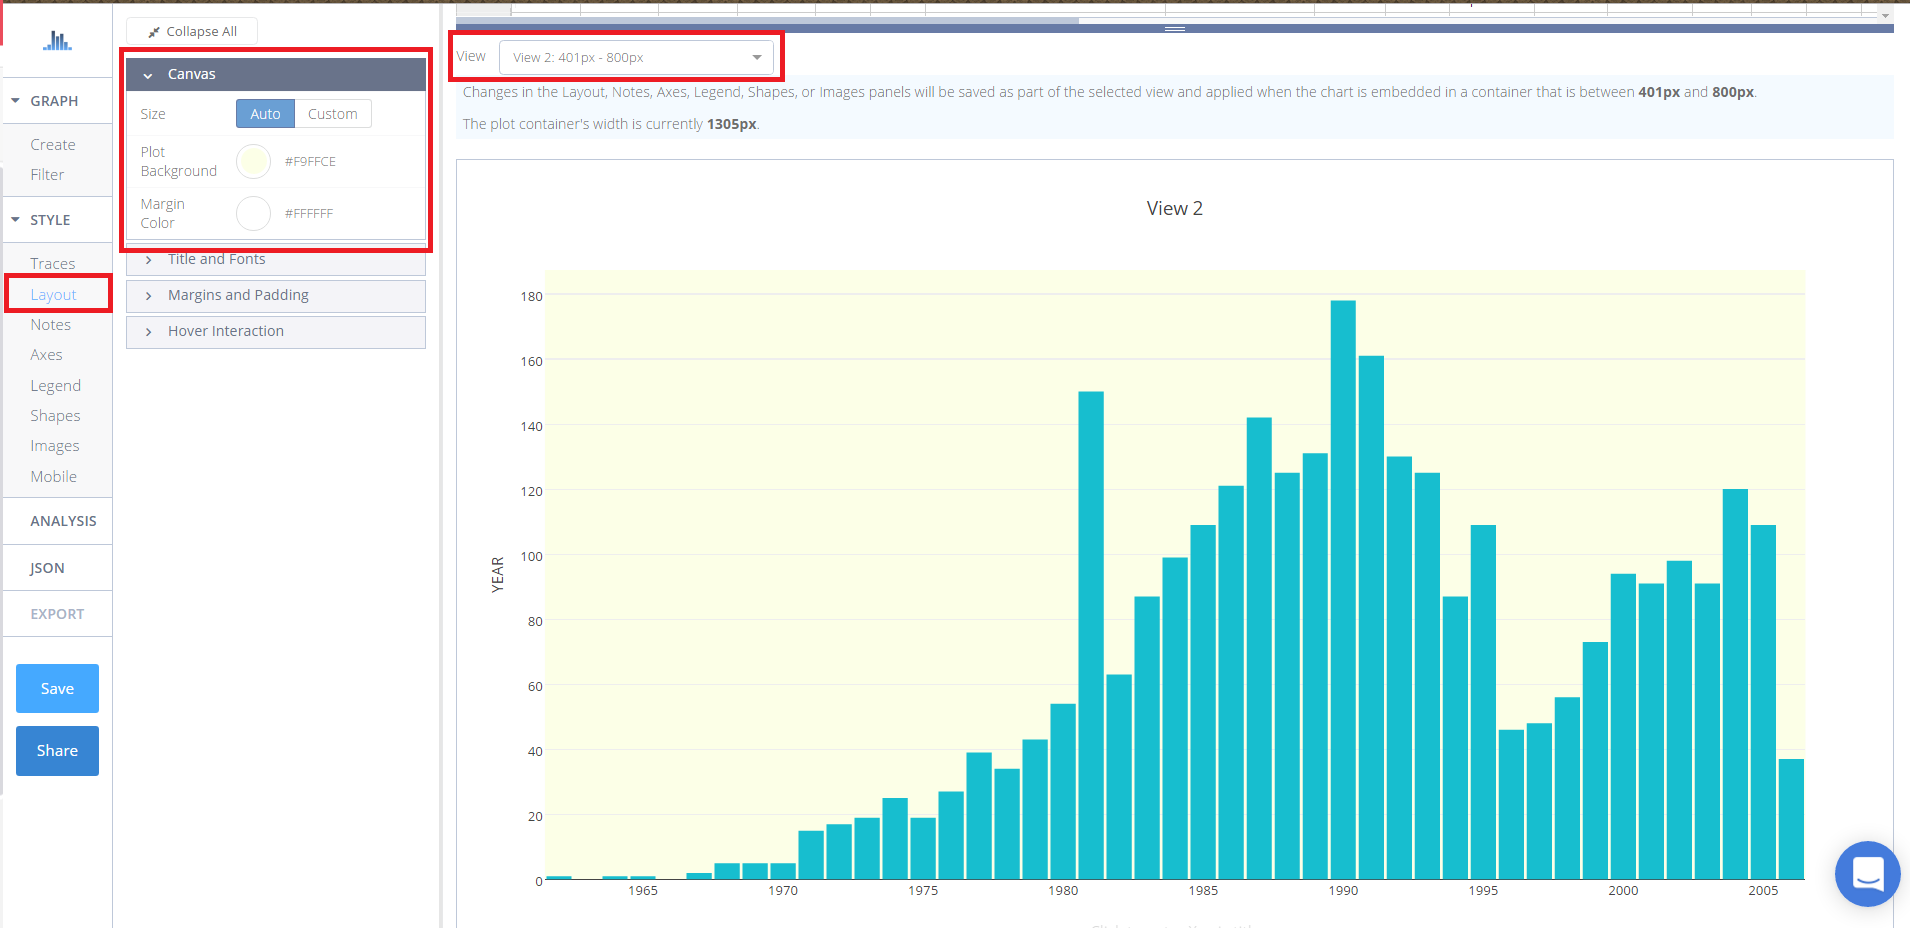 GRAPH
Create
Filter
STYLE
Traces
Layout
Notes
Axes
Legend
Shapes
Images
Mobile
ANALYSIS
JSON
EXPORT
Save
Share
Collapse All
Canvas
Size
Auto
Custom
Plot
Background
#F9FFCE
Margin
Color
#FFFFFF
Title and Fonts
Margins and Padding
Hover Interaction
View
View 2: 401px - 800px
Changes in the Layout, Notes, Axes, Legend, Shapes, or Images panels will be saved as part of the selected view and applied when the chart is embedded in a container that is between 401px and 800px.
The plot container's width is currently 1305px.
View 2
180
160
140
120
100
80
60
40
20
0
YEAR
1965
1970
1975
1980
1985
1990
1995
2000
2005